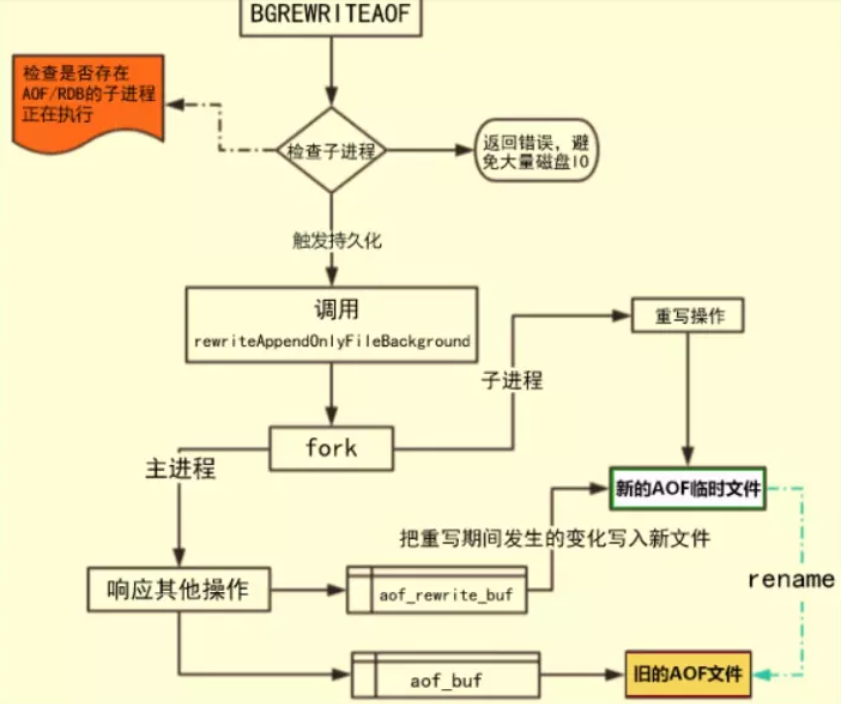 BGREWRITEAOF
检查是否存在
AOF/RDB的子进程
正在执行
检查子进程
返回错误，避
免大量磁盘IO
触发持久化
调用
rewriteAppendOnlyFileBackground
重写操作
子进程
fork
主进程
新的AOF临时文件
把重写期间发生的变化写入新文件
rename
响应其他操作
aof_rewrite_buf
aof_buf
旧的AOF文件